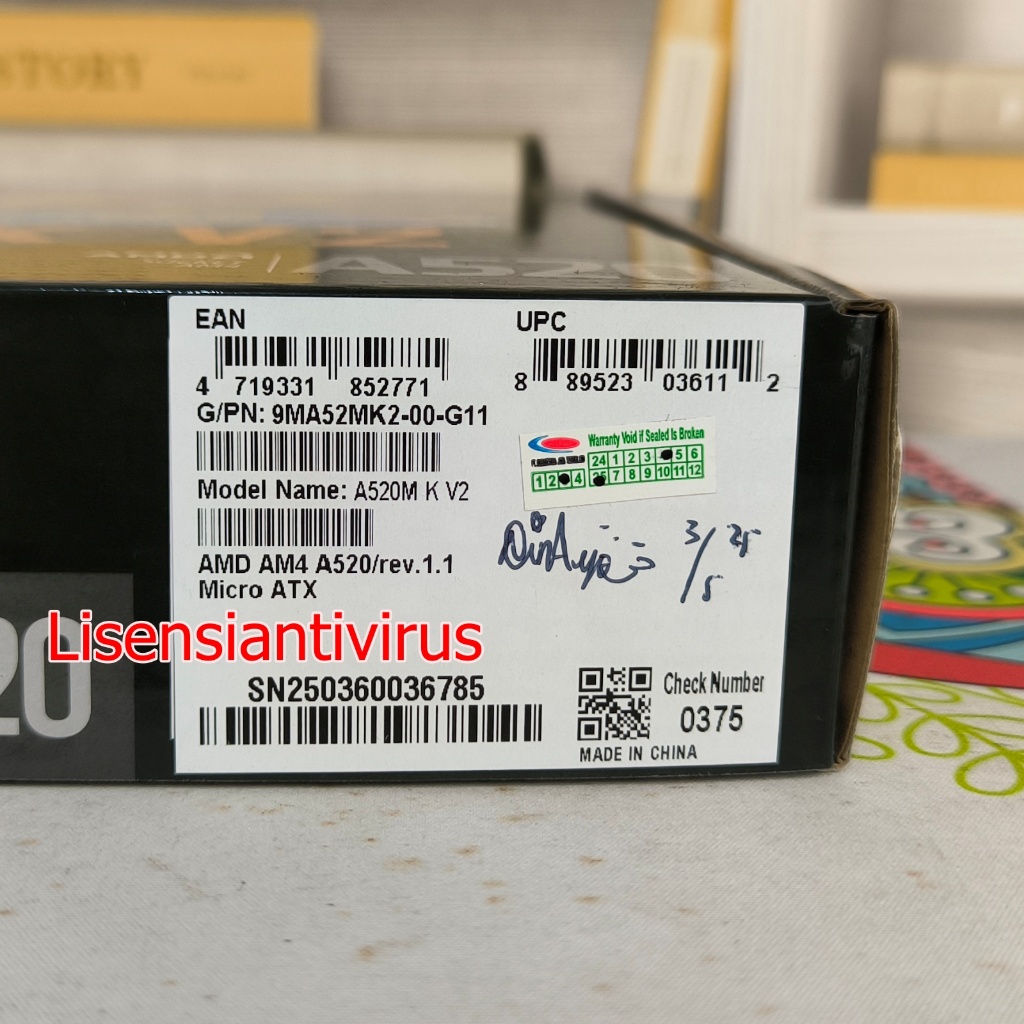 STORY
A520
EAN
UPC
4 719331 852771
8 89523 03611 2
G/PN: 9MA52MK2-00-G11
Warranty Void if Sealed Is Broken
24 1 2 3 5 6
1 2 4 7 8 9 10 11 12
Model Name: A520M K V2
3/5 25
AMD AM4 A520/rev.1.1
Micro ATX
Lisensiantivirus
20
SN250360036785
Check Number
0375
MADE IN CHINA